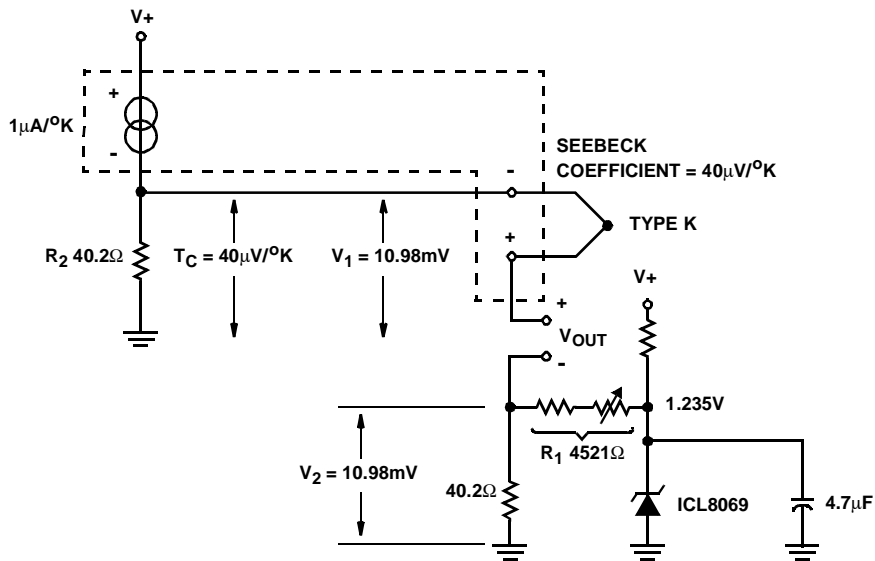 V+
+
1μA/°K
-
SEEBECK
COEFFICIENT = 40μV/°K
-
TYPE K
+
R2 40.2Ω
TC = 40μV/°K
V1 = 10.98mV
V+
+
VOUT
-
1.235V
R1 4521Ω
V2 = 10.98mV
40.2Ω
ICL8069
4.7μF